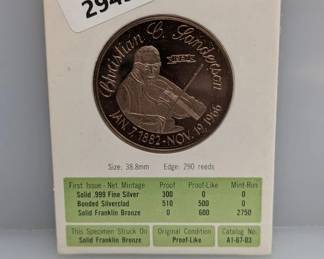 294
Christian C. Sanderson
JAN. 7, 1882 - NOV. 19, 1966
Size: 38.8mm Edge: 290 reeds
First Issue - Net Mintage Proof Proof-Like Mint-Run
Solid .999 Fine Silver 300 0 0
Bonded Silverclad 510 500 0
Solid Franklin Bronze 0 600 2750
This Specimen Struck On Original Condition Catalog No.
Solid Franklin Bronze Proof-Like A1-67-D3